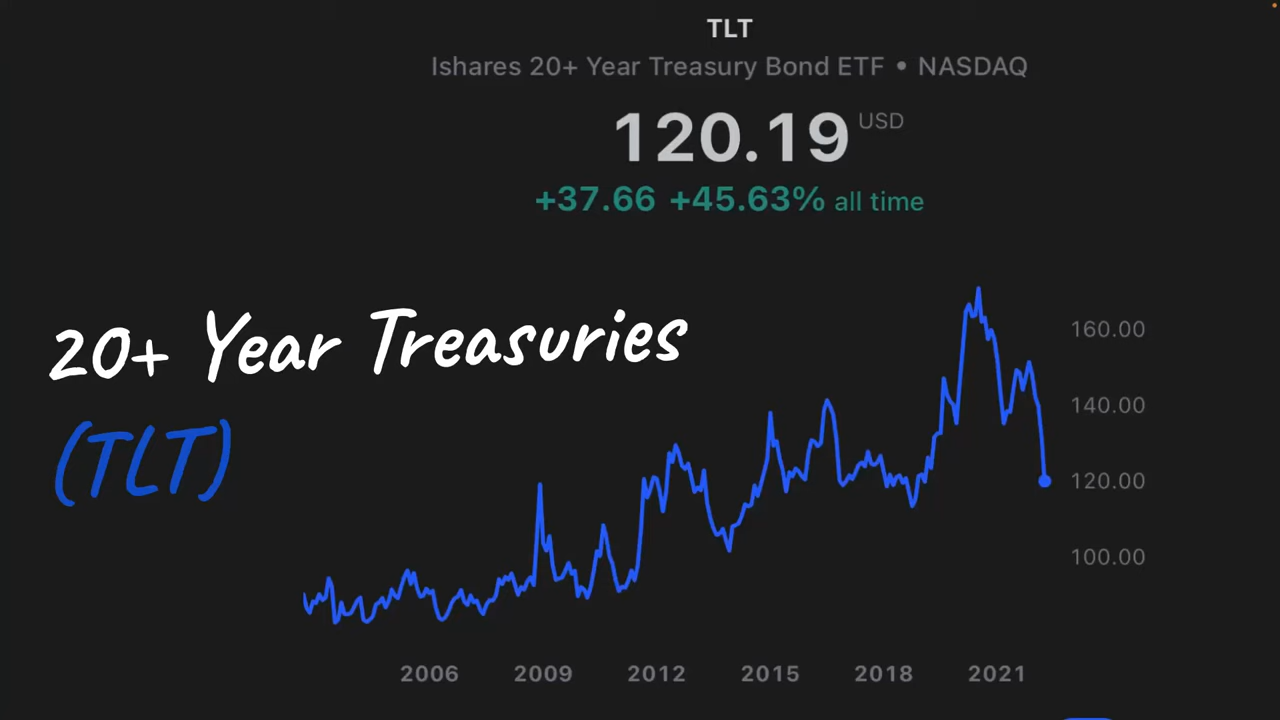 TLT
Ishares 20+ Year Treasury Bond ETF • NASDAQ
120.19 USD
+37.66 +45.63% all time
20+ Year Treasuries
(TLT)
160.00
140.00
120.00
100.00
2006 2009 2012 2015 2018 2021